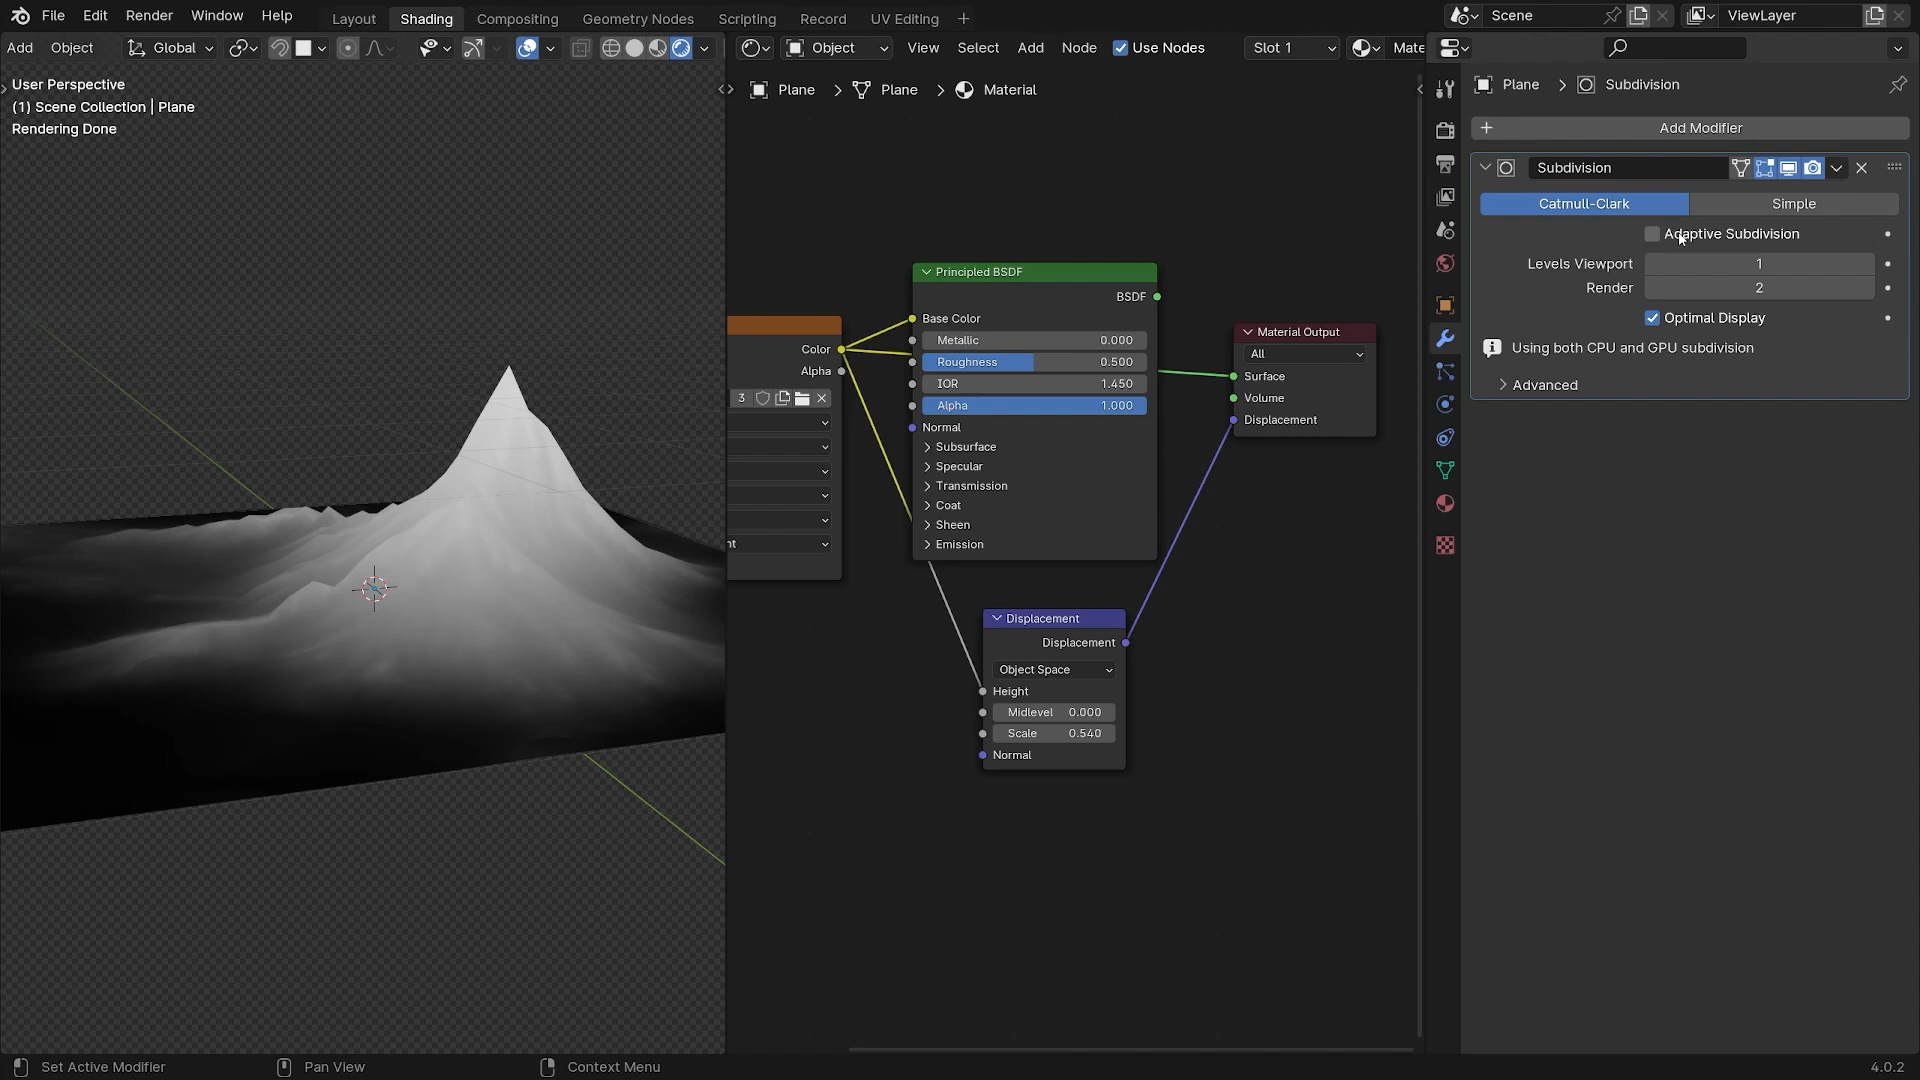 File Edit Render Window Help Layout Shading Compositing Geometry Nodes Scripting Record UV Editing Scene ViewLayer
Add Object Global Object View Select Add Node Use Nodes Slot 1 Mate
User Perspective
(1) Scene Collection | Plane
Rendering Done
Plane Plane Material
Principled BSDF
BSDF
Base Color
Metallic 0.000
Roughness 0.500
IOR 1.450
Alpha 1.000
Normal
Subsurface
Specular
Transmission
Coat
Sheen
Emission
Color
Alpha
3
nt
Material Output
All
Surface
Volume
Displacement
Displacement
Displacement
Object Space
Height
Midlevel 0.000
Scale 0.540
Normal
Plane Subdivision
Add Modifier
Subdivision
Catmull-Clark Simple
Adaptive Subdivision
Levels Viewport 1
Render 2
Optimal Display
Using both CPU and GPU subdivision
Advanced
Set Active Modifier Pan View Context Menu 4.0.2